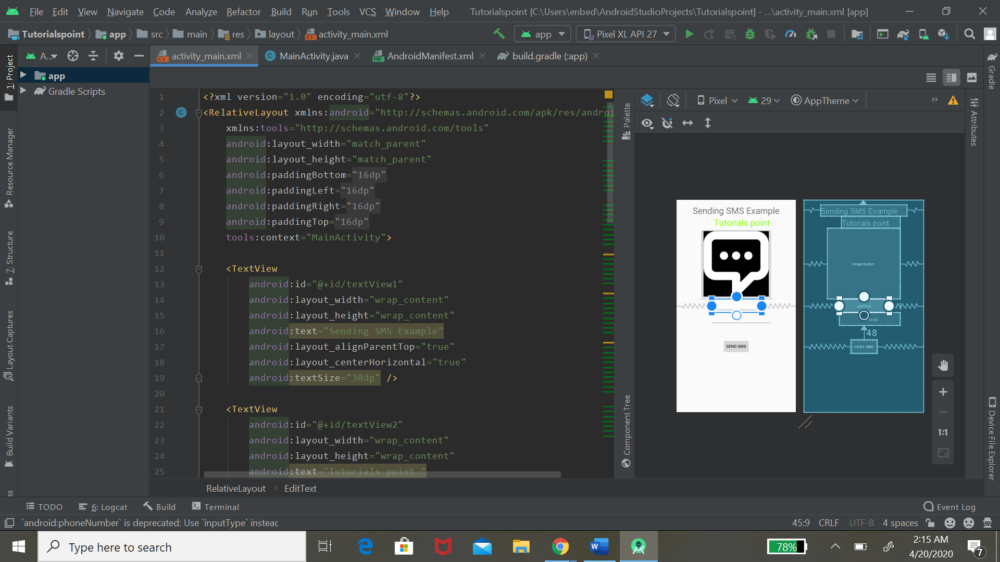 File Edit View Navigate Code Analyze Refactor Build Run Tools VCS Window Help Tutorialspoint [C:\Users\enbed\AndroidStudioProjects\Tutorialspoint] - ...\activity_main.xml [app]
Tutorialspoint app src main res layout activity_main.xml app Pixel XL API 27
A... activity_main.xml MainActivity.java AndroidManifest.xml build.gradle (:app)
1: Project
Resource Manager
7: Structure
Layout Captures
Build Variants
es
app
Gradle Scripts
1 <?xml version="1.0" encoding="utf-8"?>
2 <RelativeLayout xmlns:android="http://schemas.android.com/apk/res/androi
3 xmlns:tools="http://schemas.android.com/tools"
4 android:layout_width="match_parent"
5 android:layout_height="match_parent"
6 android:paddingBottom="16dp"
7 android:paddingLeft="16dp"
8 android:paddingRight="16dp"
9 android:paddingTop="16dp"
10 tools:context="MainActivity">
11
12 <TextView
13 android:id="@+id/textView1"
14 android:layout_width="wrap_content"
15 android:layout_height="wrap_content"
16 android:text="Sending SMS Example"
17 android:layout_alignParentTop="true"
18 android:layout_centerHorizontal="true"
19 android:textSize="30dp" />
20
21 <TextView
22 android:id="@+id/textView2"
23 android:layout_width="wrap_content"
24 android:layout_height="wrap_content"
25 android:text="Tutorials point "
RelativeLayout EditText
Palette
Component Tree
Pixel 29 AppTheme
Sending SMS Example
Tutorials point
SEND SMS
Sending SMS Example
Tutorials point
ImageButton
editText
48
SEND SMS
1:1
Gradle
Attributes
Device File Explorer
TODO 6: Logcat Build Terminal Event Log
`android:phoneNumber` is deprecated: Use `inputType` insteac 45:9 CRLF UTF-8 4 spaces
Type here to search
W
78%
2:15 AM
4/20/2020
7